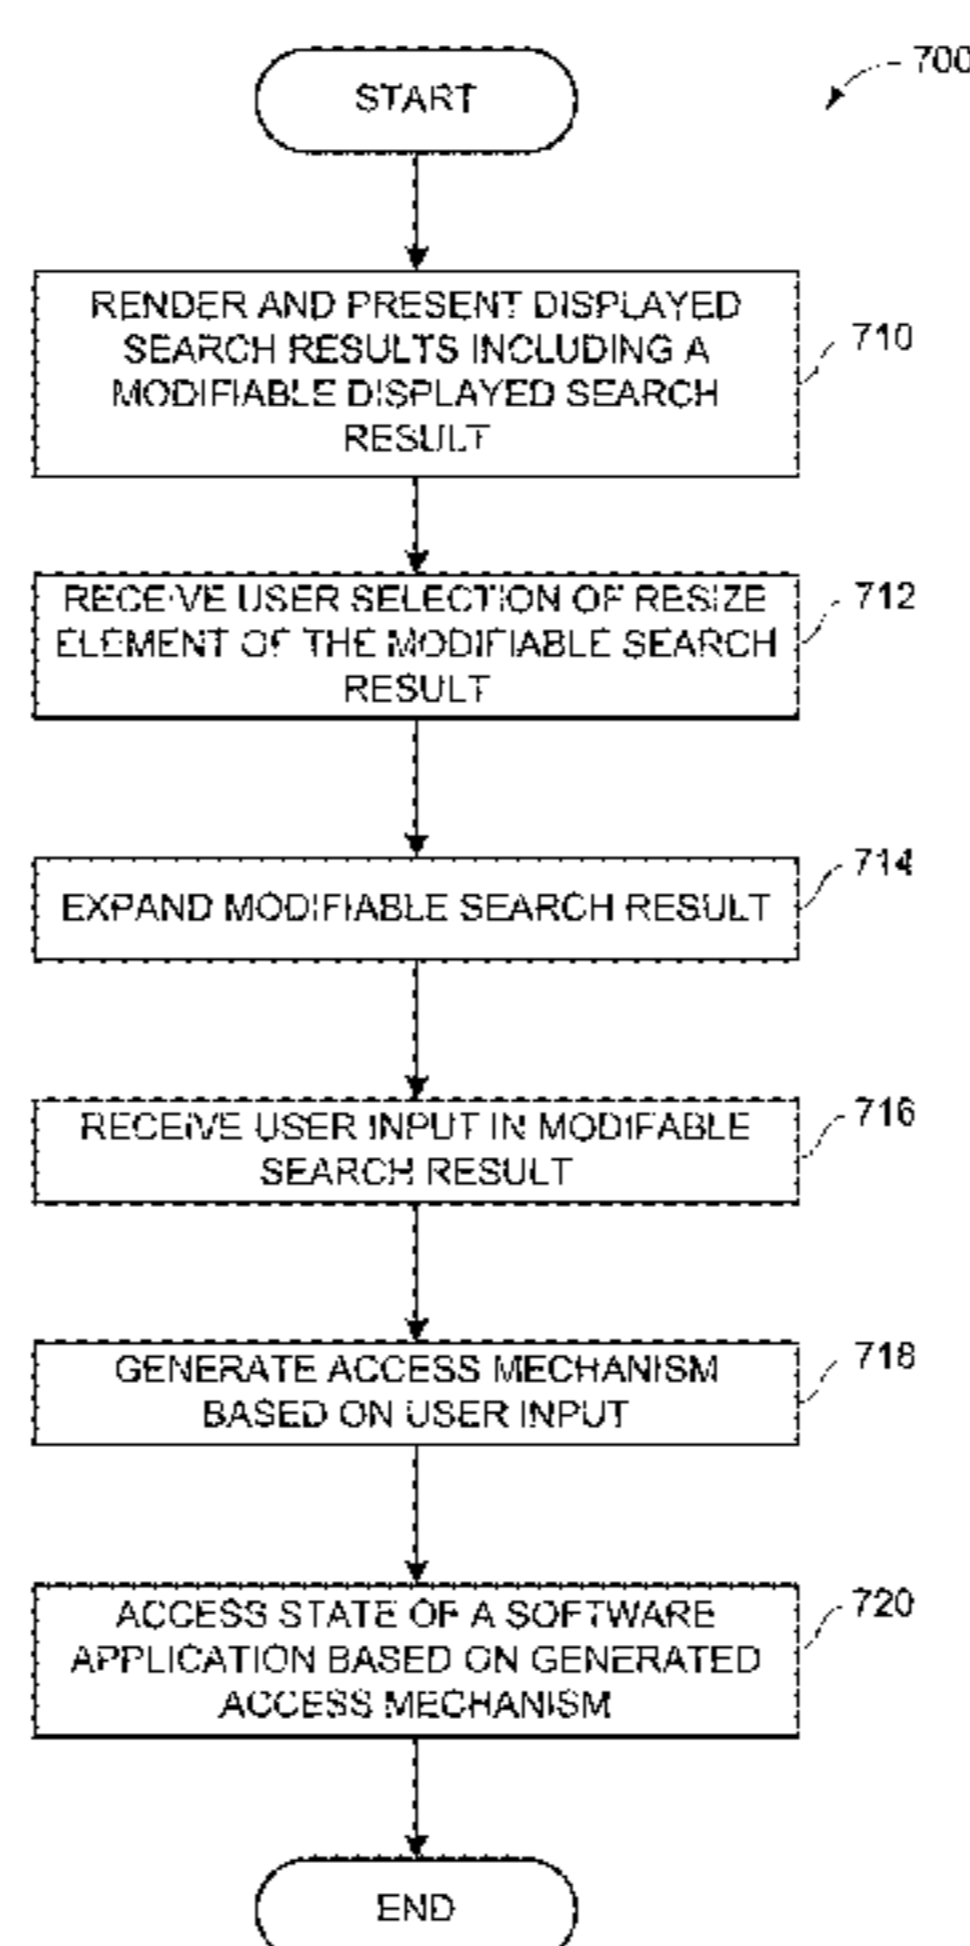 START
700
RENDER AND PRESENT DISPLAYED
SEARCH RESULTS INCLUDING A
MODIFIABLE DISPLAYED SEARCH
RESULT
710
RECEIVE USER SELECTION OF RESIZE
ELEMENT OF THE MODIFIABLE SEARCH
RESULT
712
EXPAND MODIFIABLE SEARCH RESULT
714
RECEIVE USER INPUT IN MODIFABLE
SEARCH RESULT
716
GENERATE ACCESS MECHANISM
BASED ON USER INPUT
718
ACCESS STATE OF A SOFTWARE
APPLICATION BASED ON GENERATED
ACCESS MECHANISM
720
END